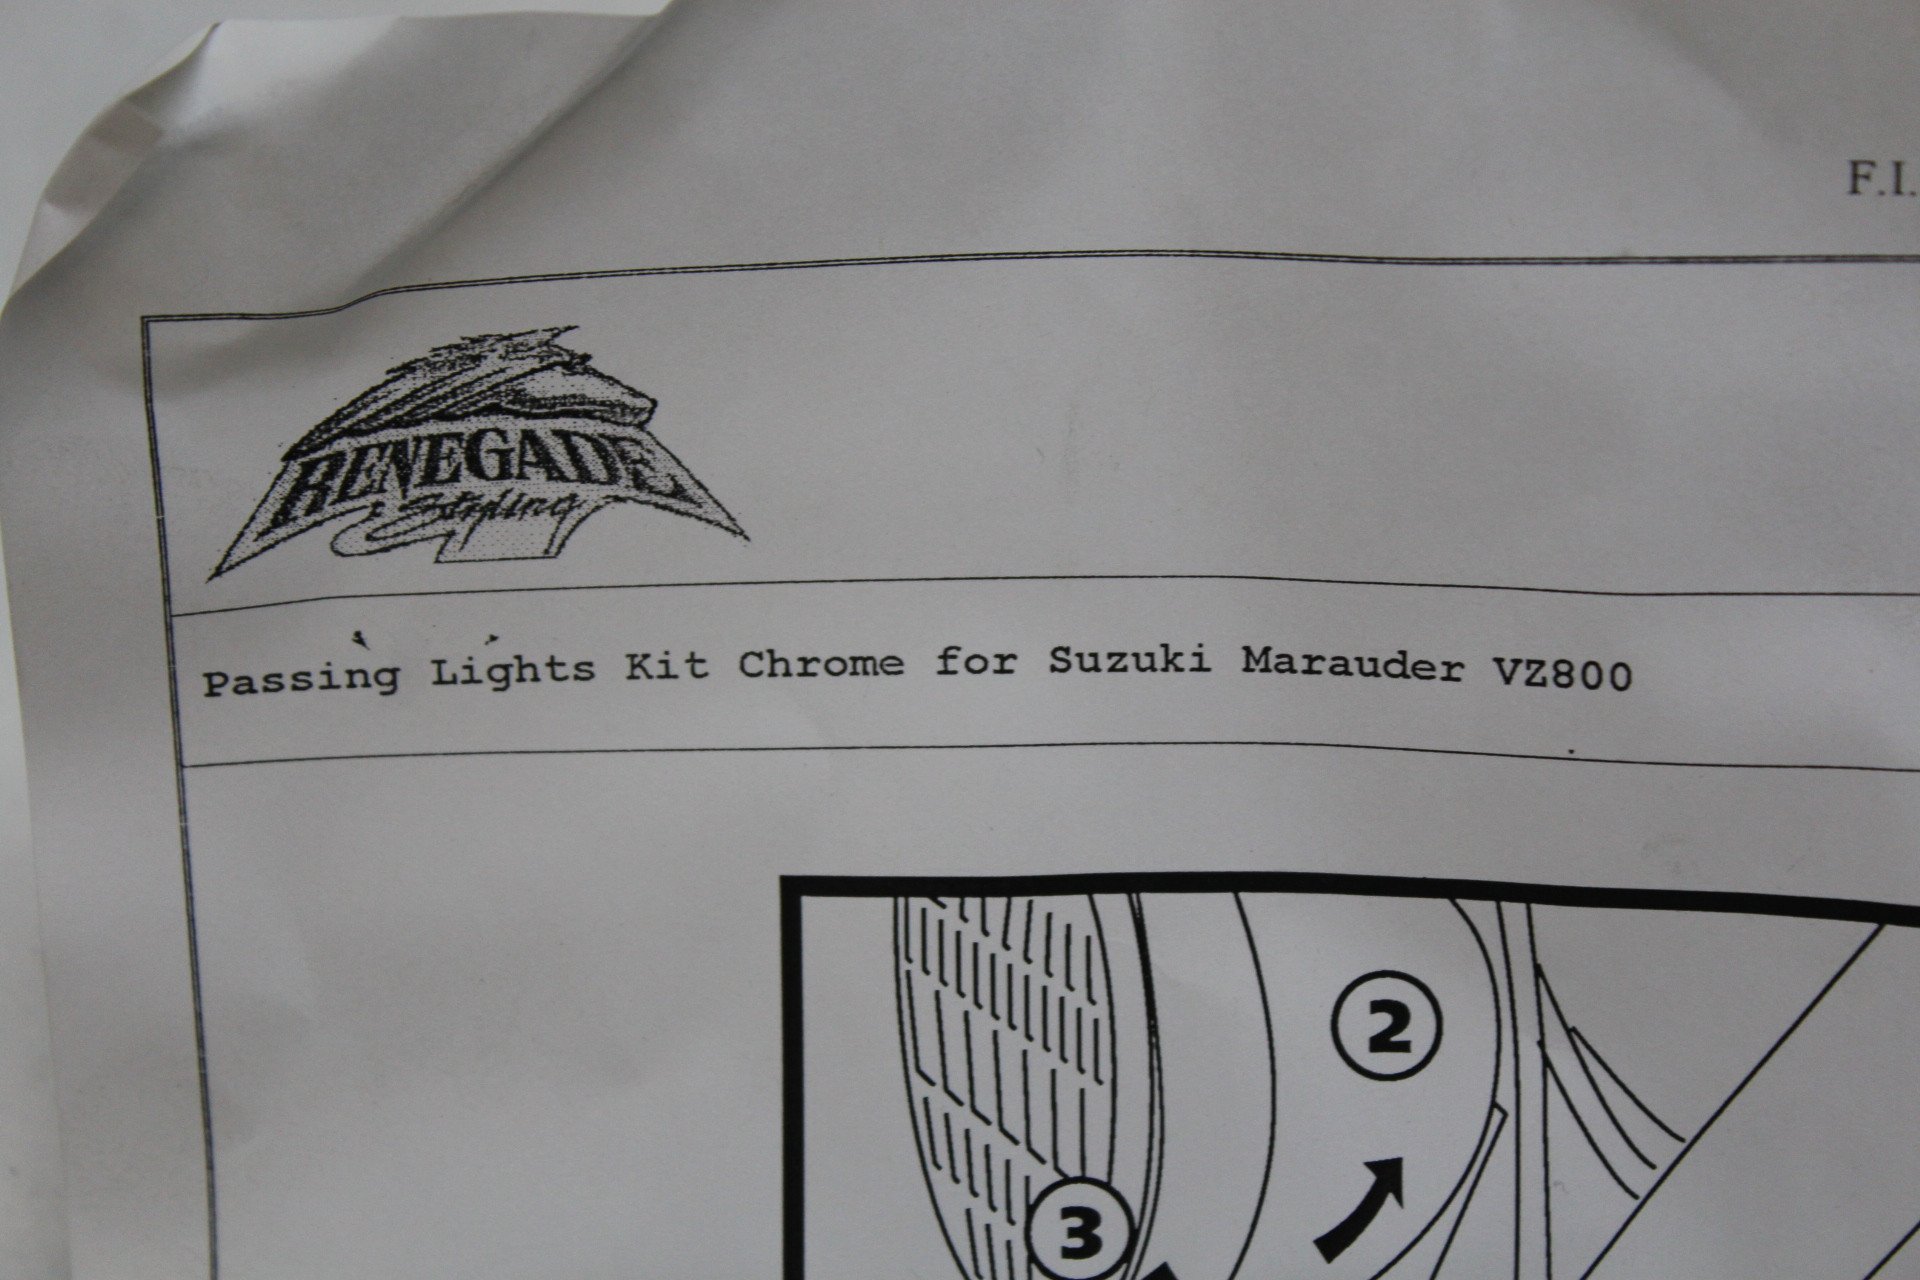 F.I.
RENEGADE
Styling
Passing Lights Kit Chrome for Suzuki Marauder VZ800
2
3